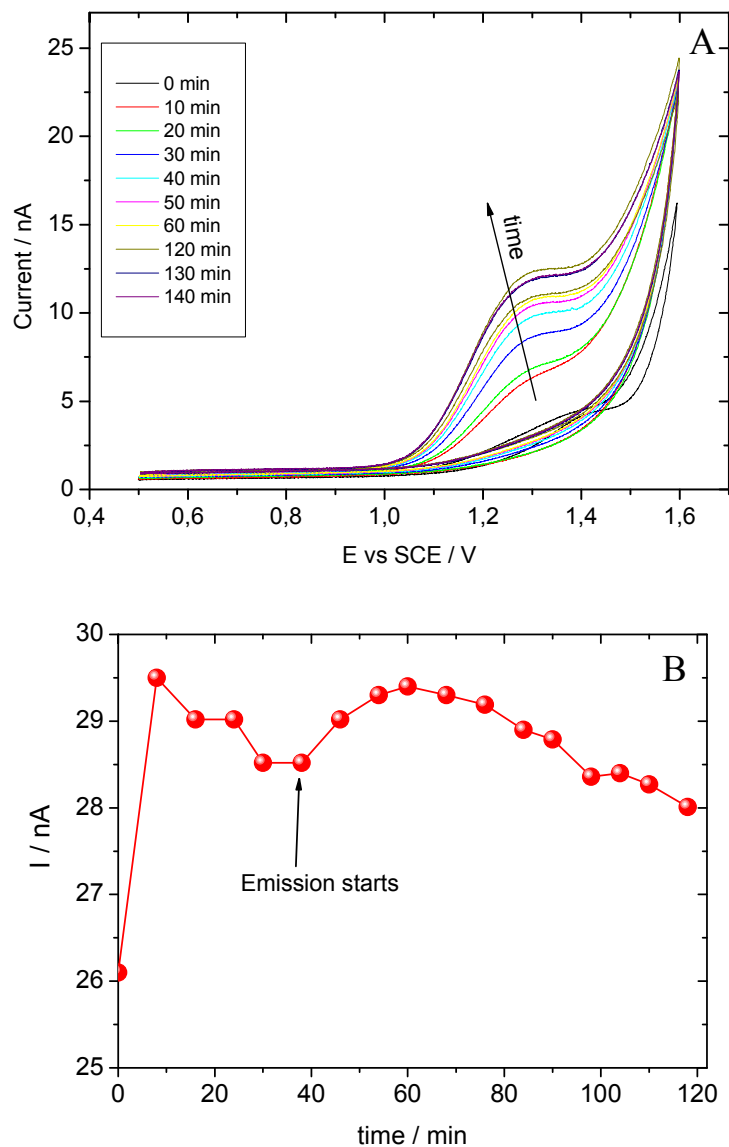 A
25
20
15
10
5
0
Current / nA
0 min
10 min
20 min
30 min
40 min
50 min
60 min
120 min
130 min
140 min
time
0,4
0,6
0,8
1,0
1,2
1,4
1,6
E vs SCE / V
B
30
29
28
27
26
25
I / nA
Emission starts
0
20
40
60
80
100
120
time / min